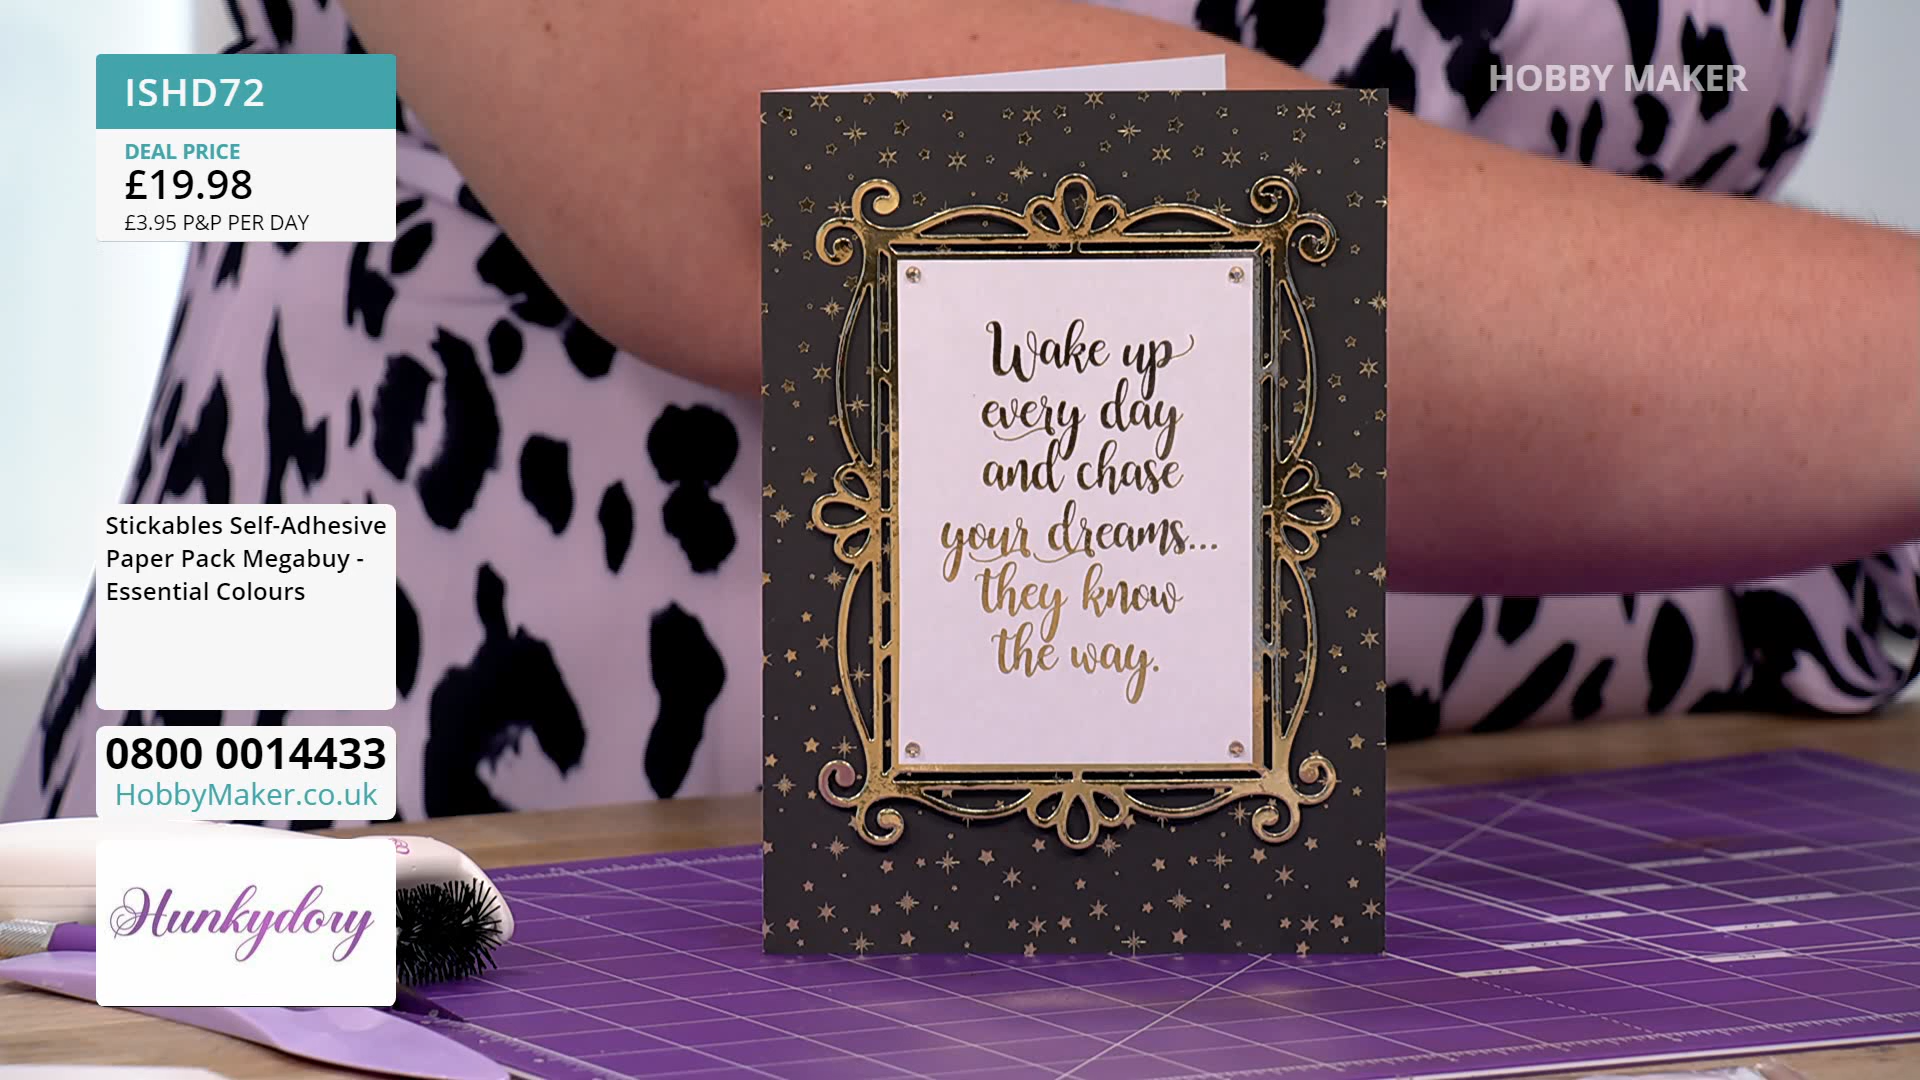 ISHD72
DEAL PRICE
£19.98
£3.95 P&P PER DAY
Stickables Self-Adhesive
Paper Pack Megabuy -
Essential Colours
0800 0014433
HobbyMaker.co.uk
Hunkydory
HOBBY MAKER
Wake up
every day
and chase
your dreams...
they know
the way.